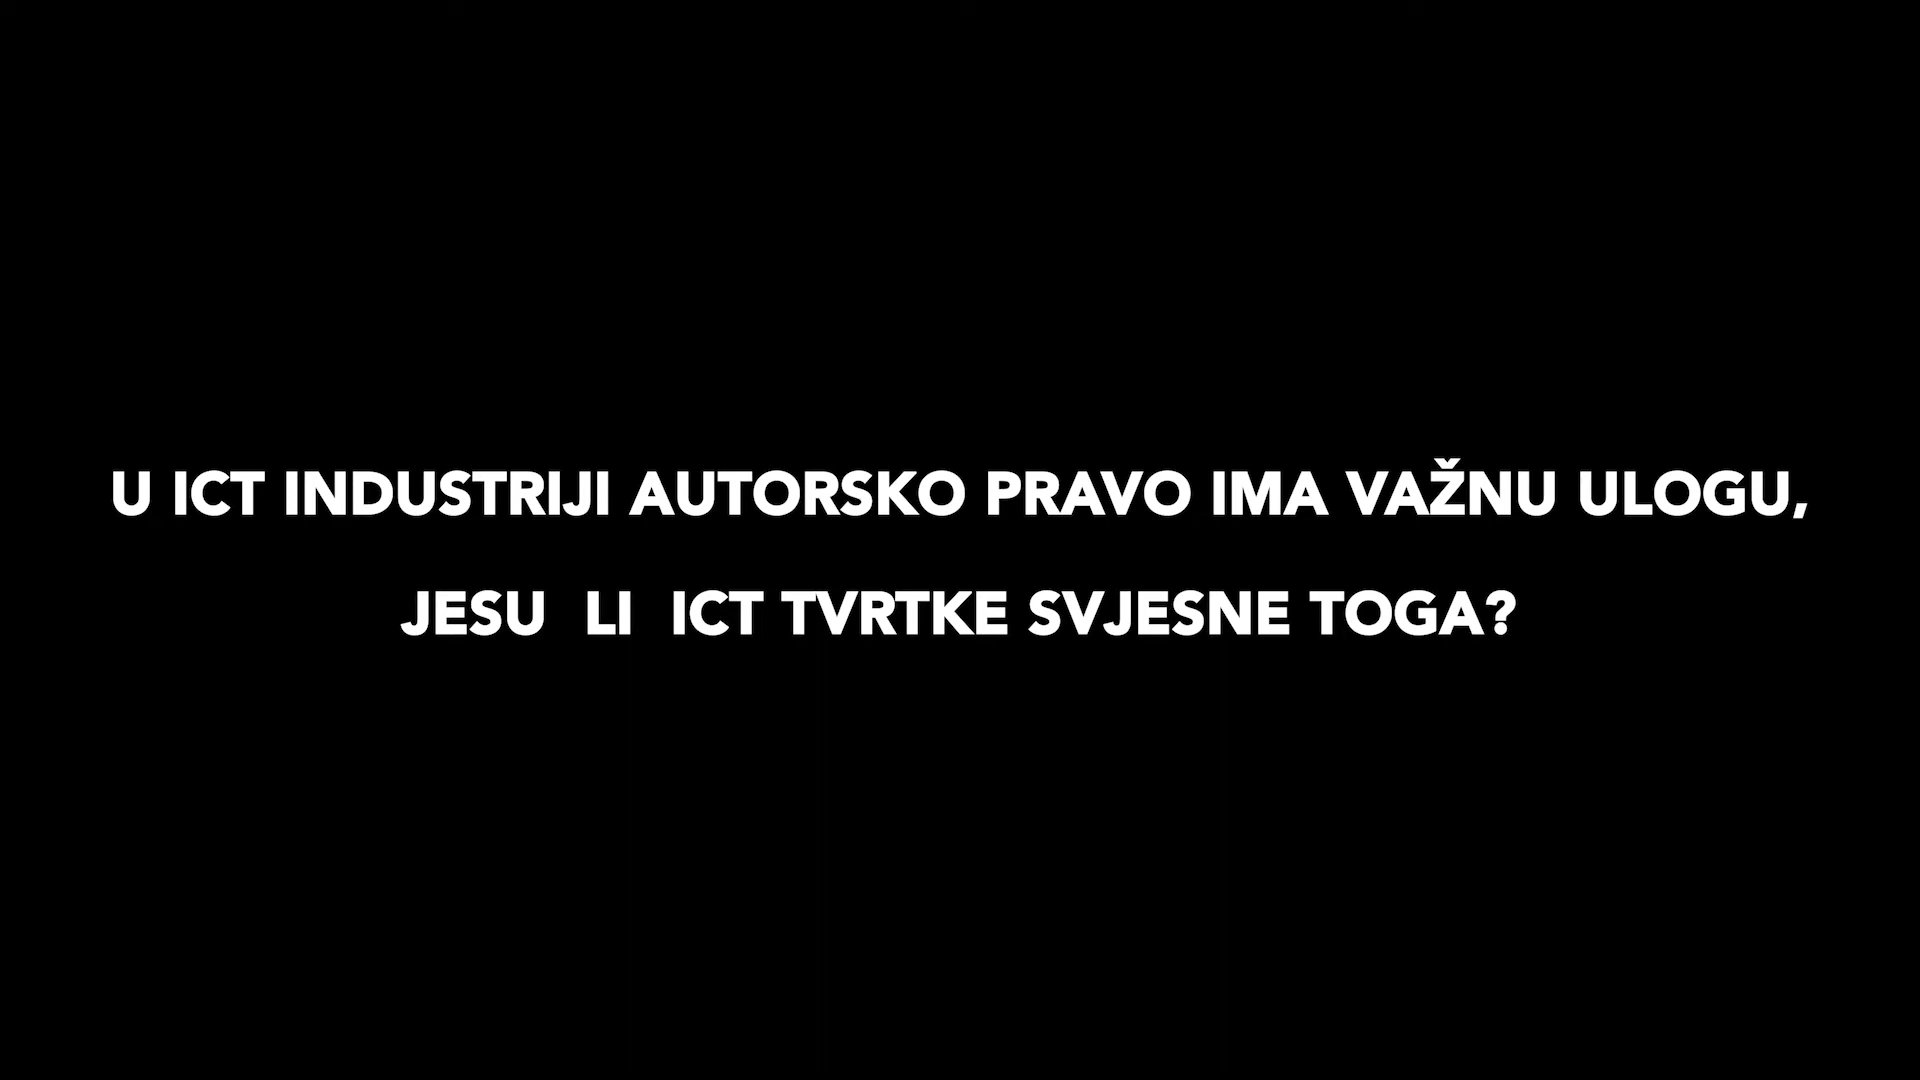 U ICT INDUSTRIJI AUTORSKO PRAVO IMA VAŽNU ULOGU,
JESU  LI  ICT TVRTKE SVJESNE TOGA?